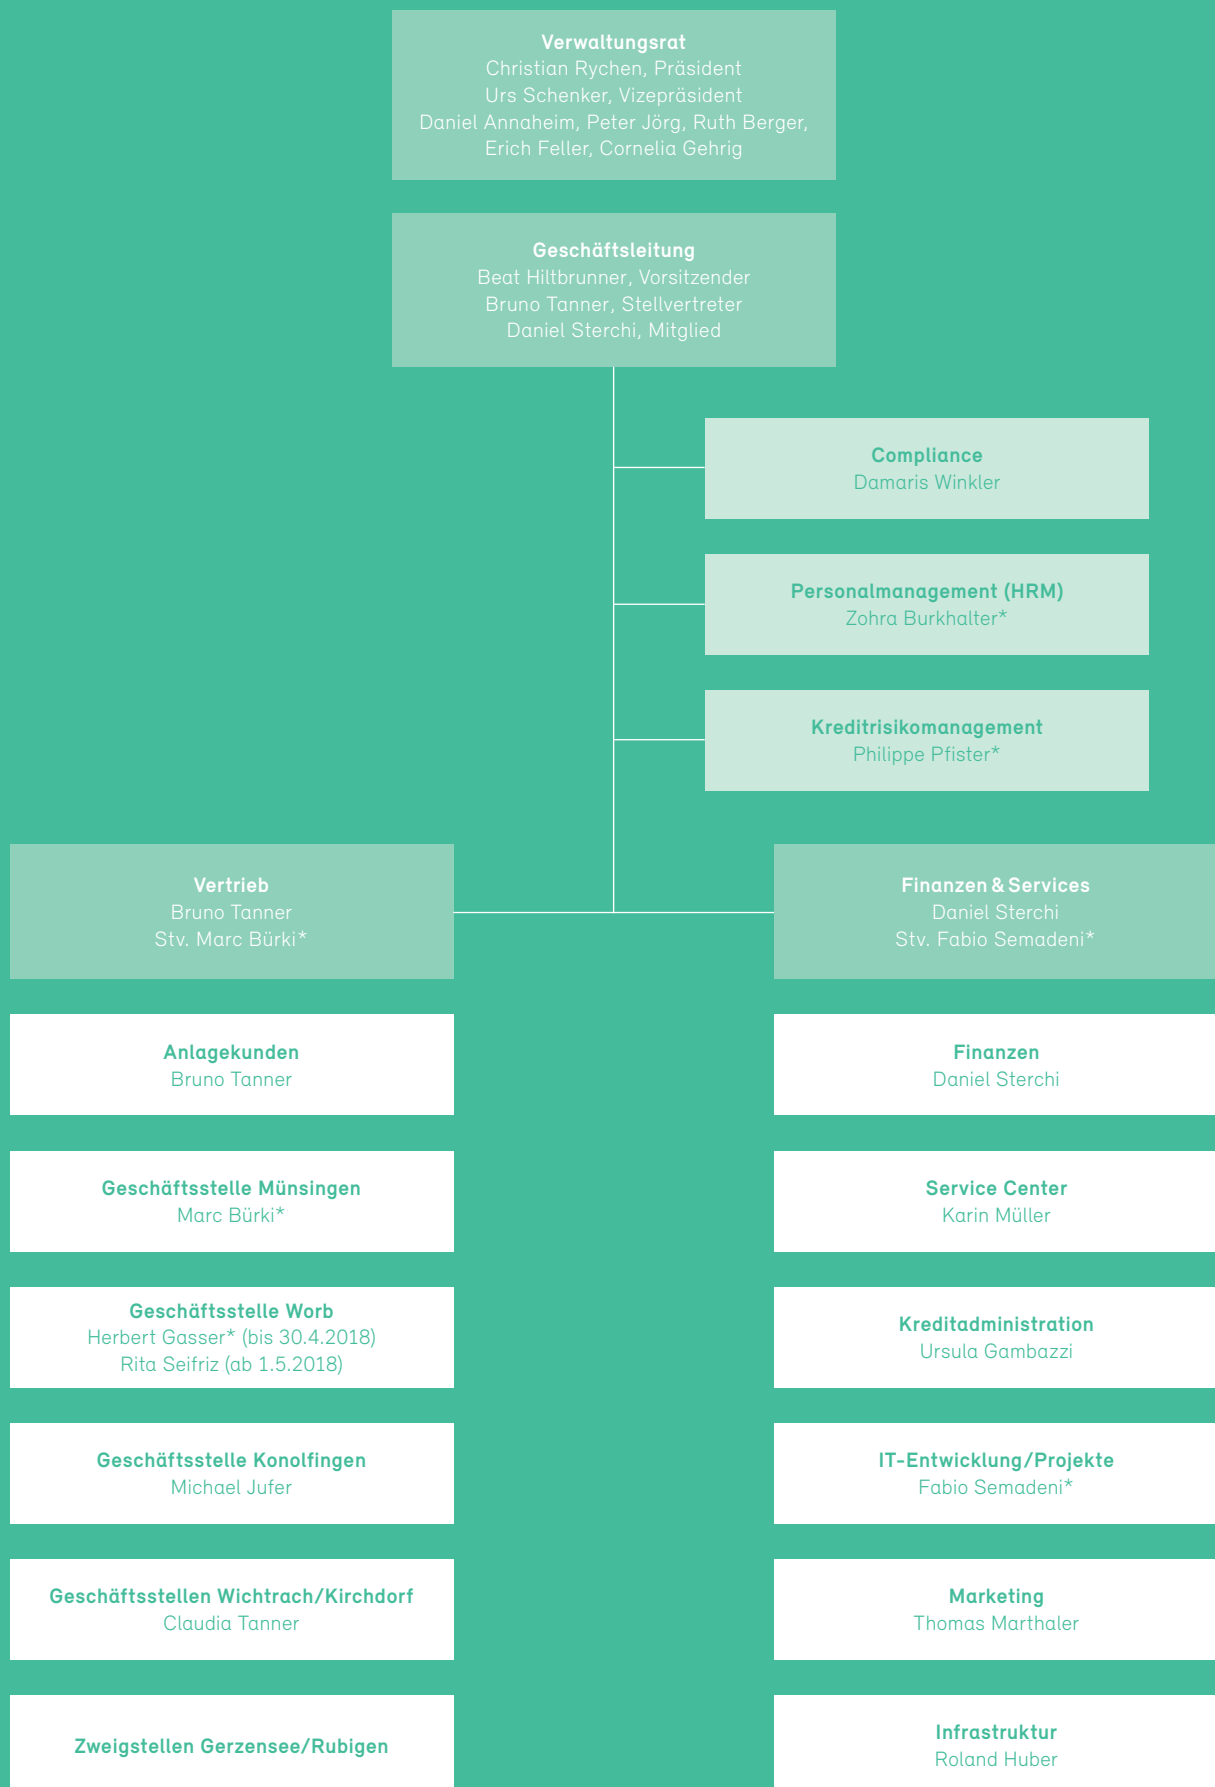 Verwaltungsrat
Christian Rychen, Präsident
Urs Schenker, Vizepräsident
Daniel Annaheim, Peter Jörg, Ruth Berger,
Erich Feller, Cornelia Gehrig
Geschäftsleitung
Beat Hiltbrunner, Vorsitzender
Bruno Tanner, Stellvertreter
Daniel Sterchi, Mitglied
Compliance
Damaris Winkler
Personalmanagement (HRM)
Zohra Burkhalter*
Kreditrisikomanagement
Philippe Pfister*
Vertrieb
Bruno Tanner
Stv. Marc Bürki*
Anlagekunden
Bruno Tanner
Geschäftsstelle Münsingen
Marc Bürki*
Geschäftsstelle Worb
Herbert Gasser* (bis 30.4.2018)
Rita Seifriz (ab 1.5.2018)
Geschäftsstelle Konolfingen
Michael Jufer
Geschäftsstellen Wichtrach/Kirchdorf
Claudia Tanner
Zweigstellen Gerzensee/Rubigen
Finanzen & Services
Daniel Sterchi
Stv. Fabio Semadeni*
Finanzen
Daniel Sterchi
Service Center
Karin Müller
Kreditadministration
Ursula Gambazzi
IT-Entwicklung/Projekte
Fabio Semadeni*
Marketing
Thomas Marthaler
Infrastruktur
Roland Huber